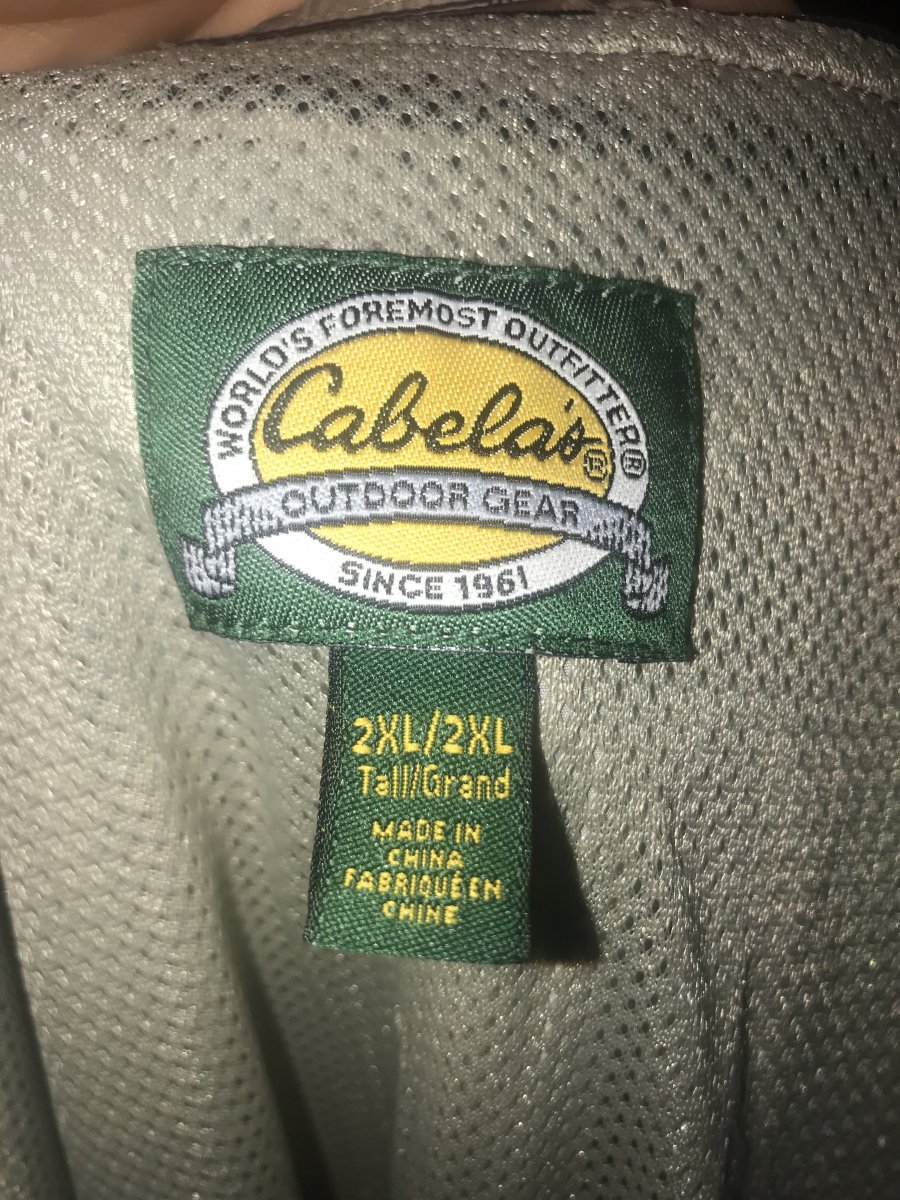 WORLD'S FOREMOST OUTFITTER®
Cabela's®
OUTDOOR GEAR
SINCE 1961
2XL/2XL
Tall/Grand
MADE IN
CHINA
FABRIQUÉ EN
CHINE